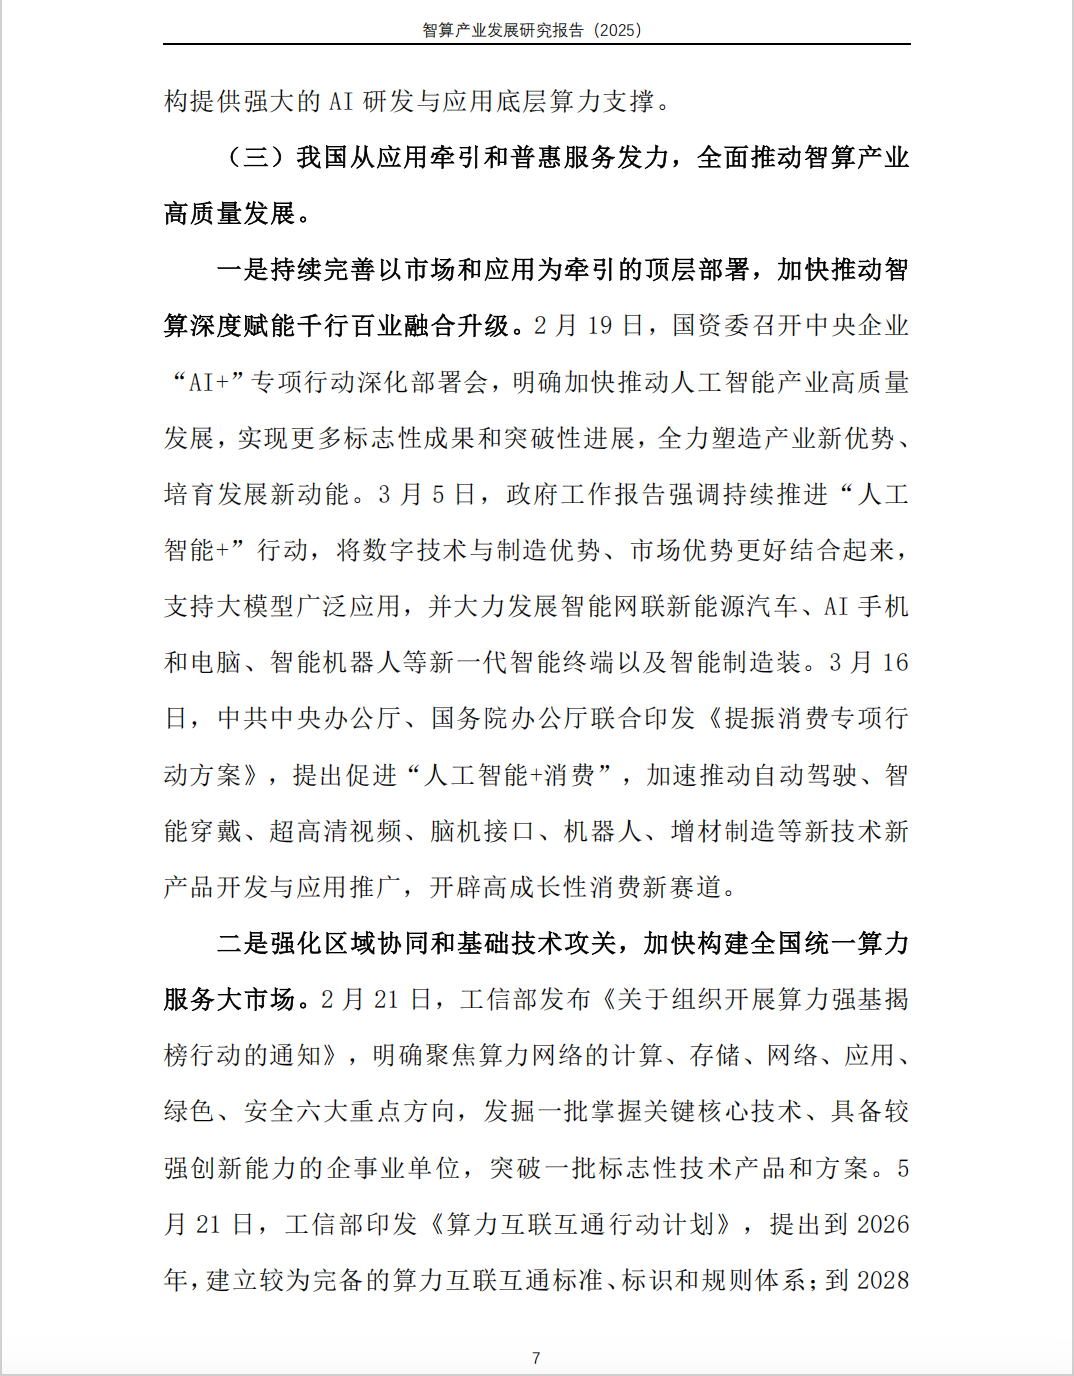 智算产业发展研究报告（2025）
构提供强大的 AI 研发与应用底层算力支撑。
（三）我国从应用牵引和普惠服务发力，全面推动智算产业
高质量发展。
一是持续完善以市场和应用为牵引的顶层部署，加快推动智
算深度赋能千行百业融合升级。2 月 19 日，国资委召开中央企业
“AI+”专项行动深化部署会，明确加快推动人工智能产业高质量
发展，实现更多标志性成果和突破性进展，全力塑造产业新优势、
培育发展新动能。3 月 5 日，政府工作报告强调持续推进“人工
智能+”行动，将数字技术与制造优势、市场优势更好结合起来，
支持大模型广泛应用，并大力发展智能网联新能源汽车、AI 手机
和电脑、智能机器人等新一代智能终端以及智能制造装。3 月 16
日，中共中央办公厅、国务院办公厅联合印发《提振消费专项行
动方案》，提出促进“人工智能+消费”，加速推动自动驾驶、智
能穿戴、超高清视频、脑机接口、机器人、增材制造等新技术新
产品开发与应用推广，开辟高成长性消费新赛道。
二是强化区域协同和基础技术攻关，加快构建全国统一算力
服务大市场。2 月 21 日，工信部发布《关于组织开展算力强基揭
榜行动的通知》，明确聚焦算力网络的计算、存储、网络、应用、
绿色、安全六大重点方向，发掘一批掌握关键核心技术、具备较
强创新能力的企事业单位，突破一批标志性技术产品和方案。5
月 21 日，工信部印发《算力互联互通行动计划》，提出到 2026
年，建立较为完备的算力互联互通标准、标识和规则体系；到 2028
7